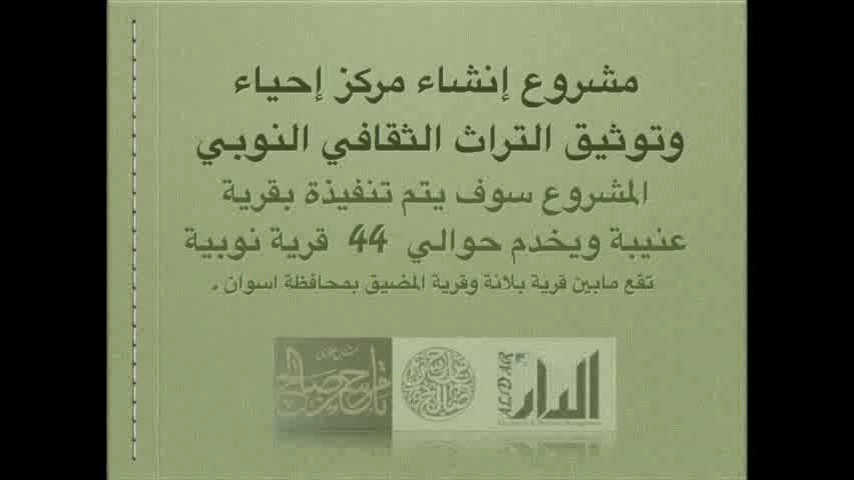 مشروع إنشاء مركز إحياء
وتوثيق التراث الثقافي النوبي
المشروع سوف يتم تنفيذة بقرية
عنيبة ويخدم حوالي 44 قرية نوبية
تقع مابين قرية بلانة وقرية المضيق بمحافظة اسوان .
الدار
ALDAR